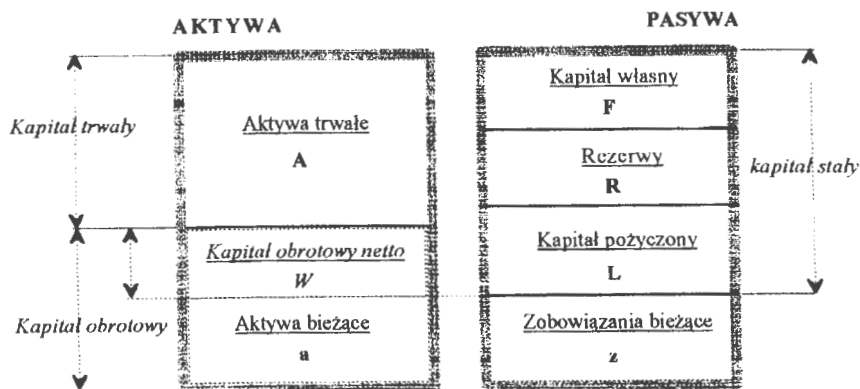 AKTYWA
PASYWA
Kapitał trwały
Aktywa trwałe
A
Kapitał obrotowy netto
W
Kapitał obrotowy
Aktywa bieżące
a
Kapitał własny
F
Rezerwy
R
Kapitał pożyczony
L
Zobowiązania bieżące
z
kapitał stały